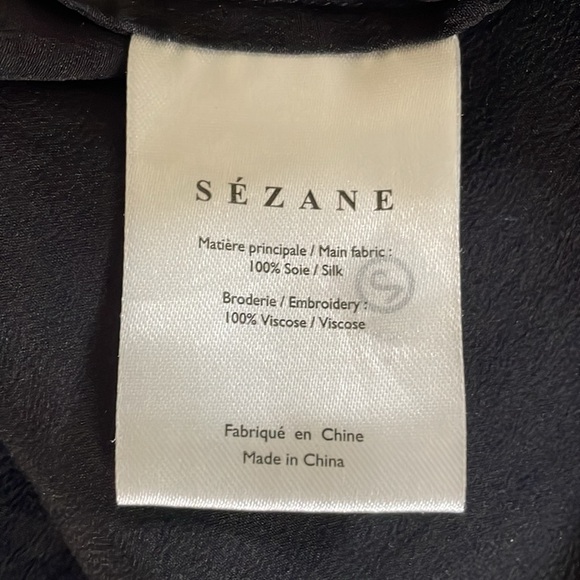 SÉZANE
Matière principale / Main fabric :
100% Soie / Silk
Broderie / Embroidery :
100% Viscose / Viscose
Fabriqué en Chine
Made in China